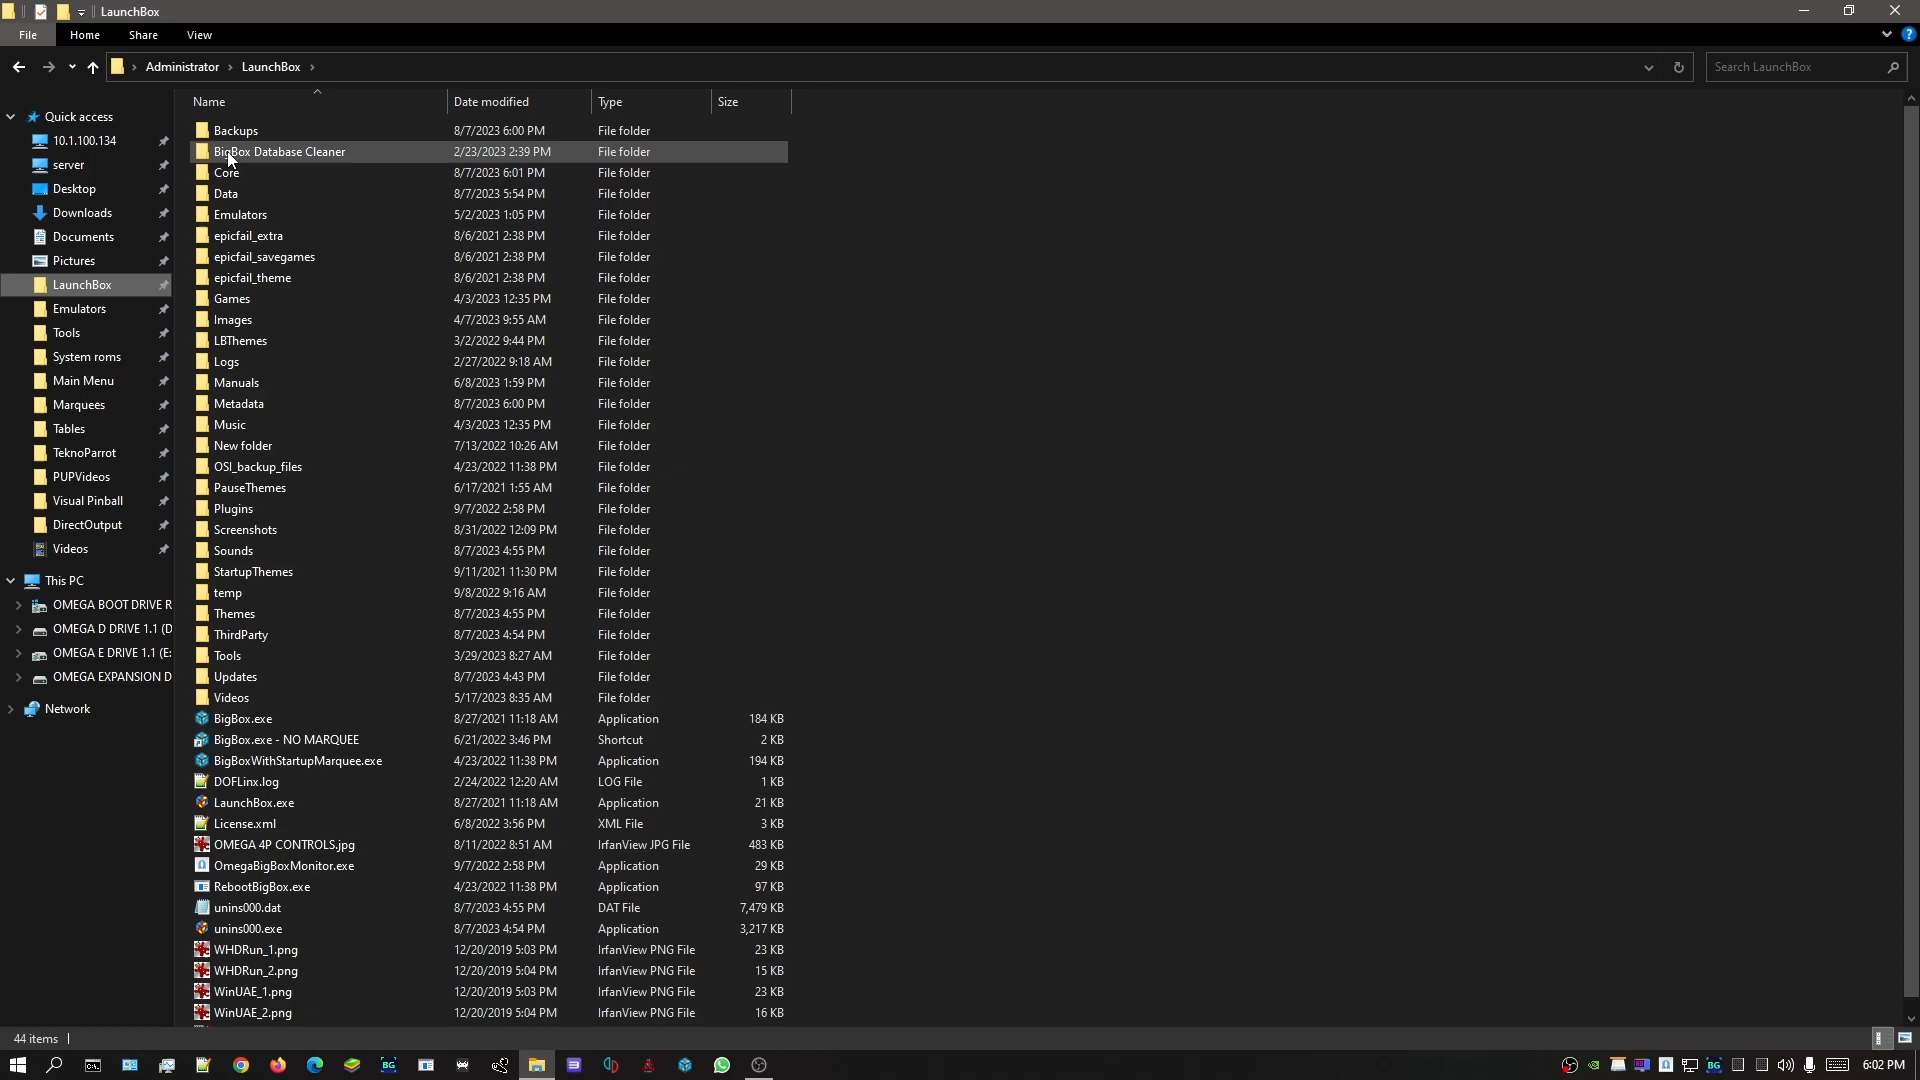 LaunchBox
File Home Share View
Administrator LaunchBox Search LaunchBox
Name Date modified Type Size
Quick access
10.1.100.134
server
Desktop
Downloads
Documents
Pictures
LaunchBox
Emulators
Tools
System roms
Main Menu
Marquees
Tables
TeknoParrot
PUPVideos
Visual Pinball
DirectOutput
Videos
This PC
OMEGA BOOT DRIVE R
OMEGA D DRIVE 1.1 (D
OMEGA E DRIVE 1.1 (E:
OMEGA EXPANSION D
Network
Backups 8/7/2023 6:00 PM File folder
BigBox Database Cleaner 2/23/2023 2:39 PM File folder
Core 8/7/2023 6:01 PM File folder
Data 8/7/2023 5:54 PM File folder
Emulators 5/2/2023 1:05 PM File folder
epicfail_extra 8/6/2021 2:38 PM File folder
epicfail_savegames 8/6/2021 2:38 PM File folder
epicfail_theme 8/6/2021 2:38 PM File folder
Games 4/3/2023 12:35 PM File folder
Images 4/7/2023 9:55 AM File folder
LBThemes 3/2/2022 9:44 PM File folder
Logs 2/27/2022 9:18 AM File folder
Manuals 6/8/2023 1:59 PM File folder
Metadata 8/7/2023 6:00 PM File folder
Music 4/3/2023 12:35 PM File folder
New folder 7/13/2022 10:26 AM File folder
OSI_backup_files 4/23/2022 11:38 PM File folder
PauseThemes 6/17/2021 1:55 AM File folder
Plugins 9/7/2022 2:58 PM File folder
Screenshots 8/31/2022 12:09 PM File folder
Sounds 8/7/2023 4:55 PM File folder
StartupThemes 9/11/2021 11:30 PM File folder
temp 9/8/2022 9:16 AM File folder
Themes 8/7/2023 4:55 PM File folder
ThirdParty 8/7/2023 4:54 PM File folder
Tools 3/29/2023 8:27 AM File folder
Updates 8/7/2023 4:43 PM File folder
Videos 5/17/2023 8:35 AM File folder
BigBox.exe 8/27/2021 11:18 AM Application 184 KB
BigBox.exe - NO MARQUEE 6/21/2022 3:46 PM Shortcut 2 KB
BigBoxWithStartupMarquee.exe 4/23/2022 11:38 PM Application 194 KB
DOFLinx.log 2/24/2022 12:20 AM LOG File 1 KB
LaunchBox.exe 8/27/2021 11:18 AM Application 21 KB
License.xml 6/8/2022 3:56 PM XML File 3 KB
OMEGA 4P CONTROLS.jpg 8/11/2022 8:51 AM IrfanView JPG File 483 KB
OmegaBigBoxMonitor.exe 9/7/2022 2:58 PM Application 29 KB
RebootBigBox.exe 4/23/2022 11:38 PM Application 97 KB
unins000.dat 8/7/2023 4:55 PM DAT File 7,479 KB
unins000.exe 8/7/2023 4:54 PM Application 3,217 KB
WHDRun_1.png 12/20/2019 5:03 PM IrfanView PNG File 23 KB
WHDRun_2.png 12/20/2019 5:04 PM IrfanView PNG File 15 KB
WinUAE_1.png 12/20/2019 5:03 PM IrfanView PNG File 23 KB
WinUAE_2.png 12/20/2019 5:04 PM IrfanView PNG File 16 KB
44 items
BG BG 6:02 PM